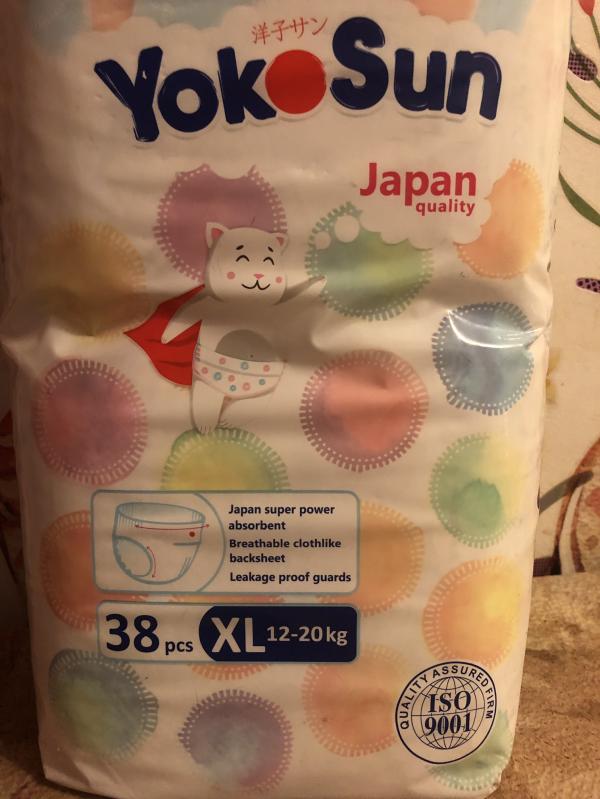 洋子サン
YokoSun
Japan
quality
Japan super power
absorbent
Breathable clothlike
backsheet
Leakage proof guards
38 pcs XL 12-20 kg
QUALITY ASSURED FIRM
ISO
9001